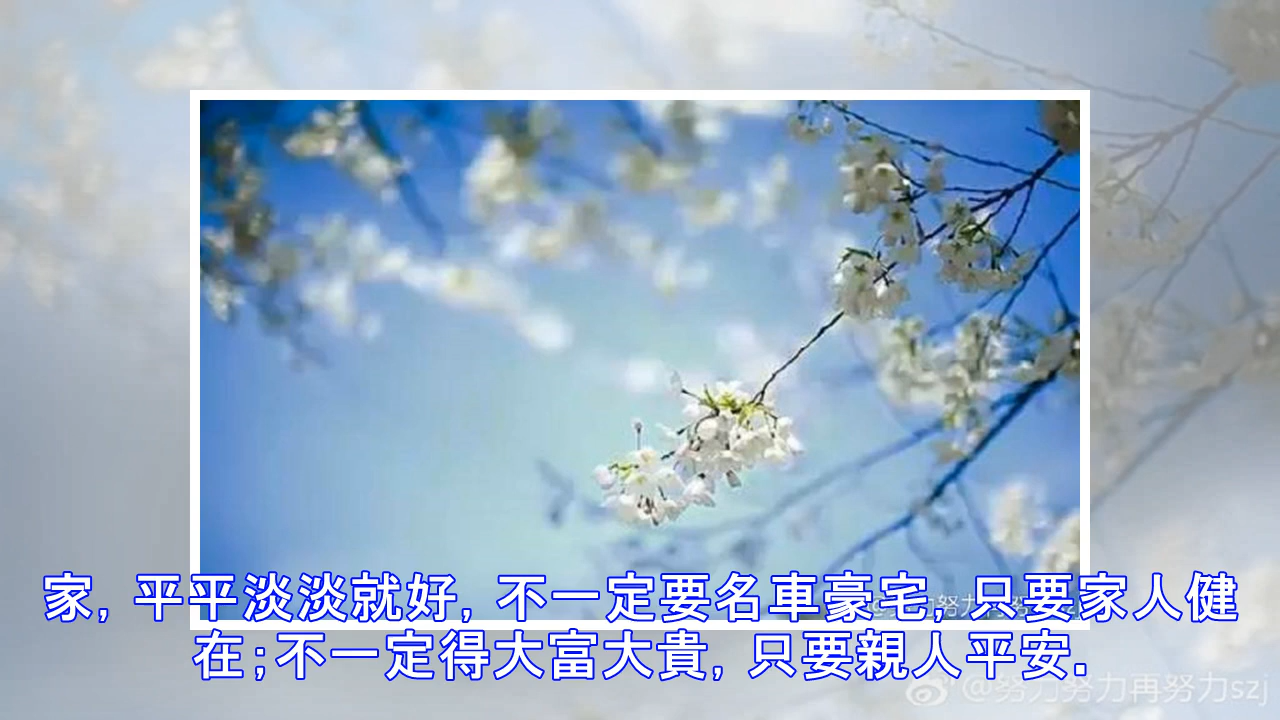 家, 平平淡淡就好, 不一定要名車豪宅, 只要家人健
在;不一定得大富大貴, 只要親人平安.
@努力努力再努力szj